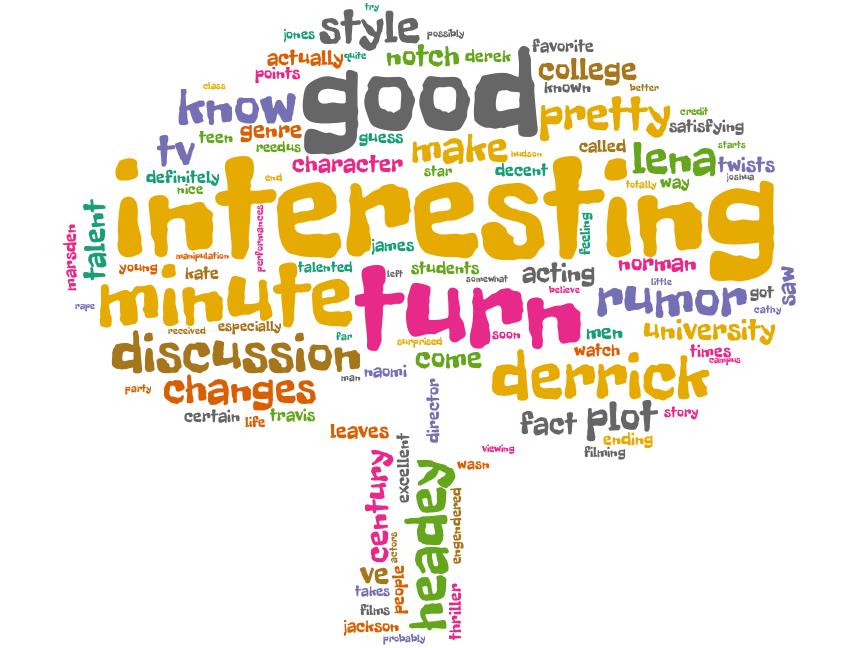 try
jones style possibly
actually quite notch derek favorite
points good college
class known better
know pretty credit
teen genre guess satisfying
tv reedus make called lena starts
character hudson twists
definitely end star decent totally way joshua
nice
interesting
marsden talent performances feeling
manipulation james
young kate talented left students somewhat acting norman
believe little got saw
rape minute turn rumor cathy
received especially far surprised soon men university
discussion come watch times
man naomi campus
party changes derrick
certain life travis director fact plot story
leaves ending
filming
century excellent viewing
headey wasn
engendered
actors
ve people
takes
films thriller
jackson
probably